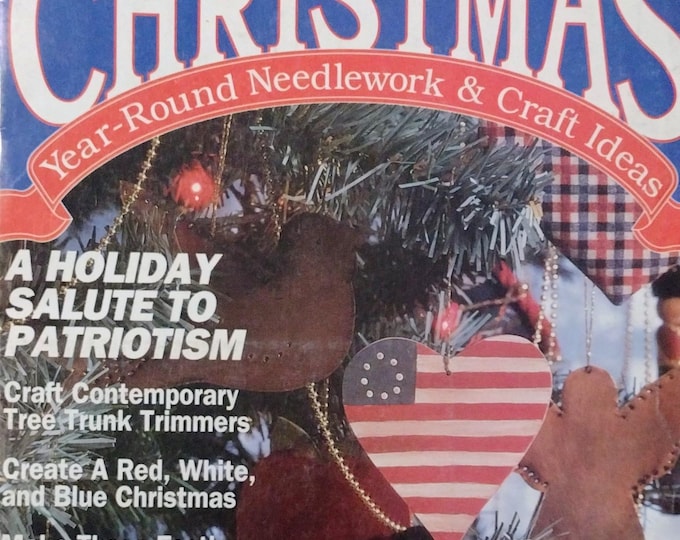 CHRISTMAS
Year-Round Needlework & Craft Ideas
A HOLIDAY
SALUTE TO
PATRIOTISM
Craft Contemporary
Tree Trunk Trimmers
Create A Red, White,
and Blue Christmas